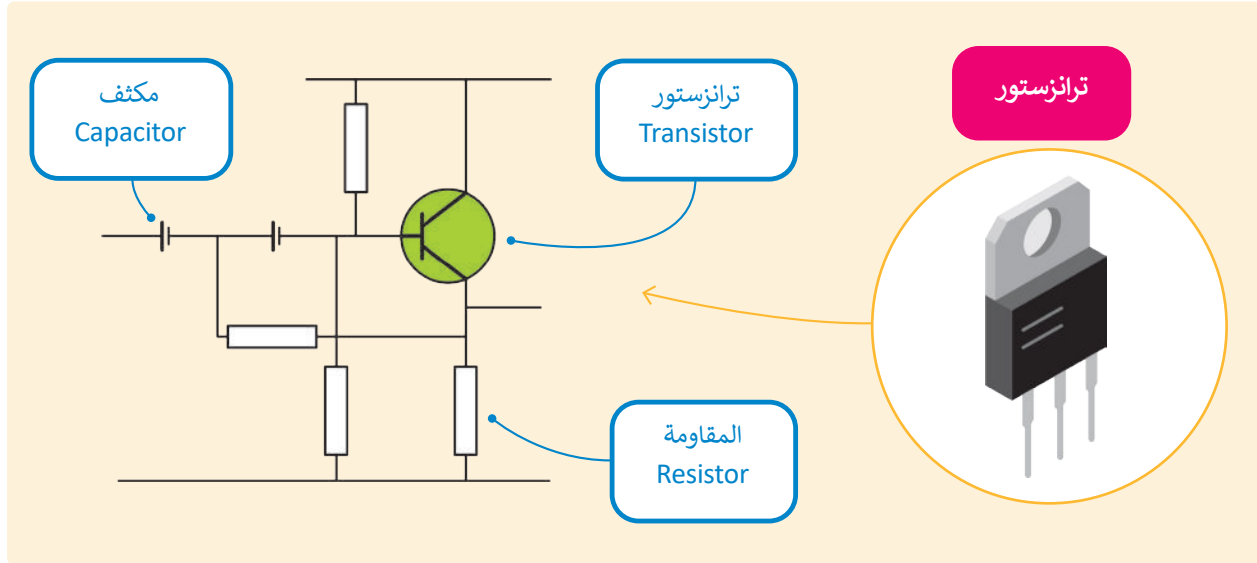 مكثف
Capacitor
ترانزستور
Transistor
ترانزستور
المقاومة
Resistor